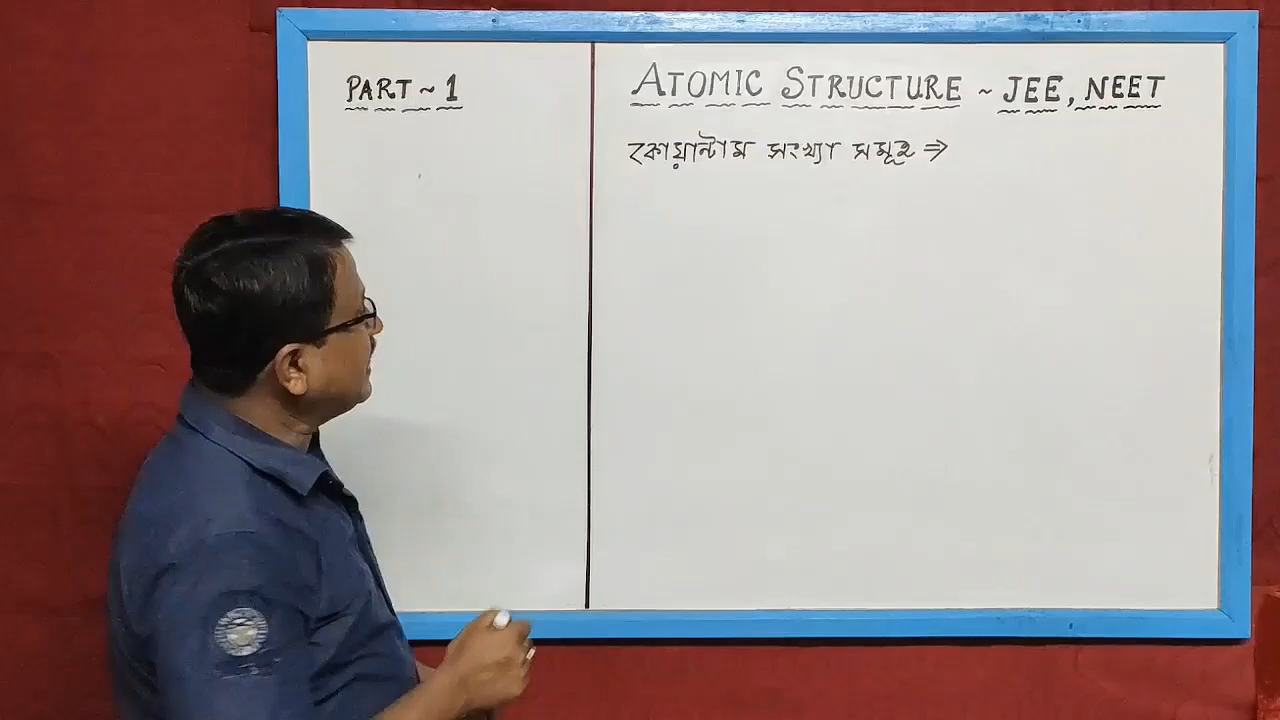 PART ~ 1
ATOMIC STRUCTURE ~ JEE, NEET
কোয়ান্টাম সংখ্যা সমূহ ⇒